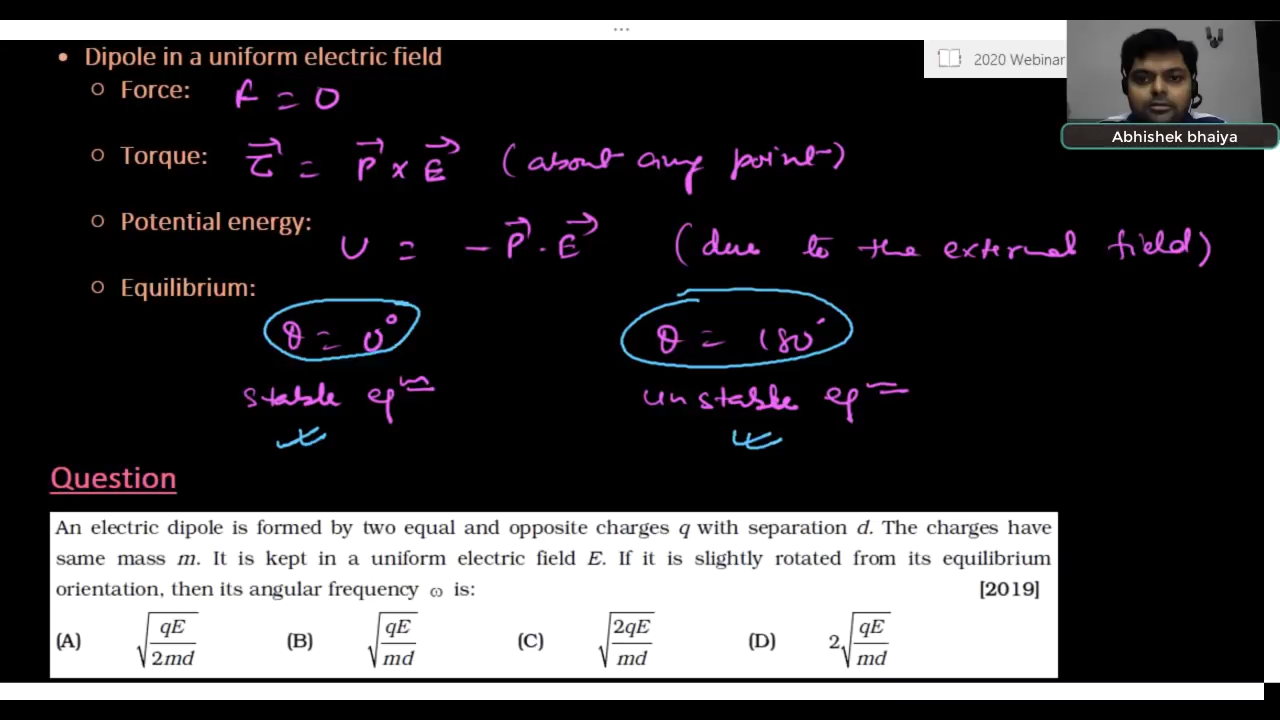 ...
• Dipole in a uniform electric field
2020 Webinar
Abhishek bhaiya
○ Force: F = 0
○ Torque: τ⃗ = P⃗ × E⃗ (about any point)
○ Potential energy: U = − P⃗ · E⃗ (due to the external field)
○ Equilibrium:
θ = 0° θ = 180°
stable eqm unstable eqm
Question
An electric dipole is formed by two equal and opposite charges q with separation d. The charges have
same mass m. It is kept in a uniform electric field E. If it is slightly rotated from its equilibrium
orientation, then its angular frequency ω is: [2019]
(A) √(qE/2md) (B) √(qE/md) (C) √(2qE/md) (D) 2√(qE/md)